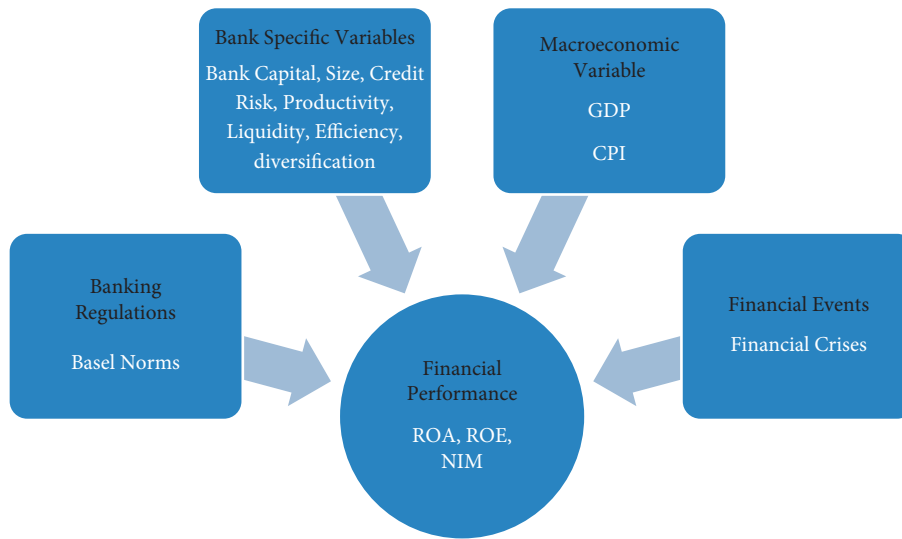 Bank Specific Variables
Bank Capital, Size, Credit
Risk, Productivity,
Liquidity, Efficiency,
diversification
Macroeconomic
Variable
GDP
CPI
Banking
Regulations
Basel Norms
Financial Events
Financial Crises
Financial
Performance
ROA, ROE,
NIM